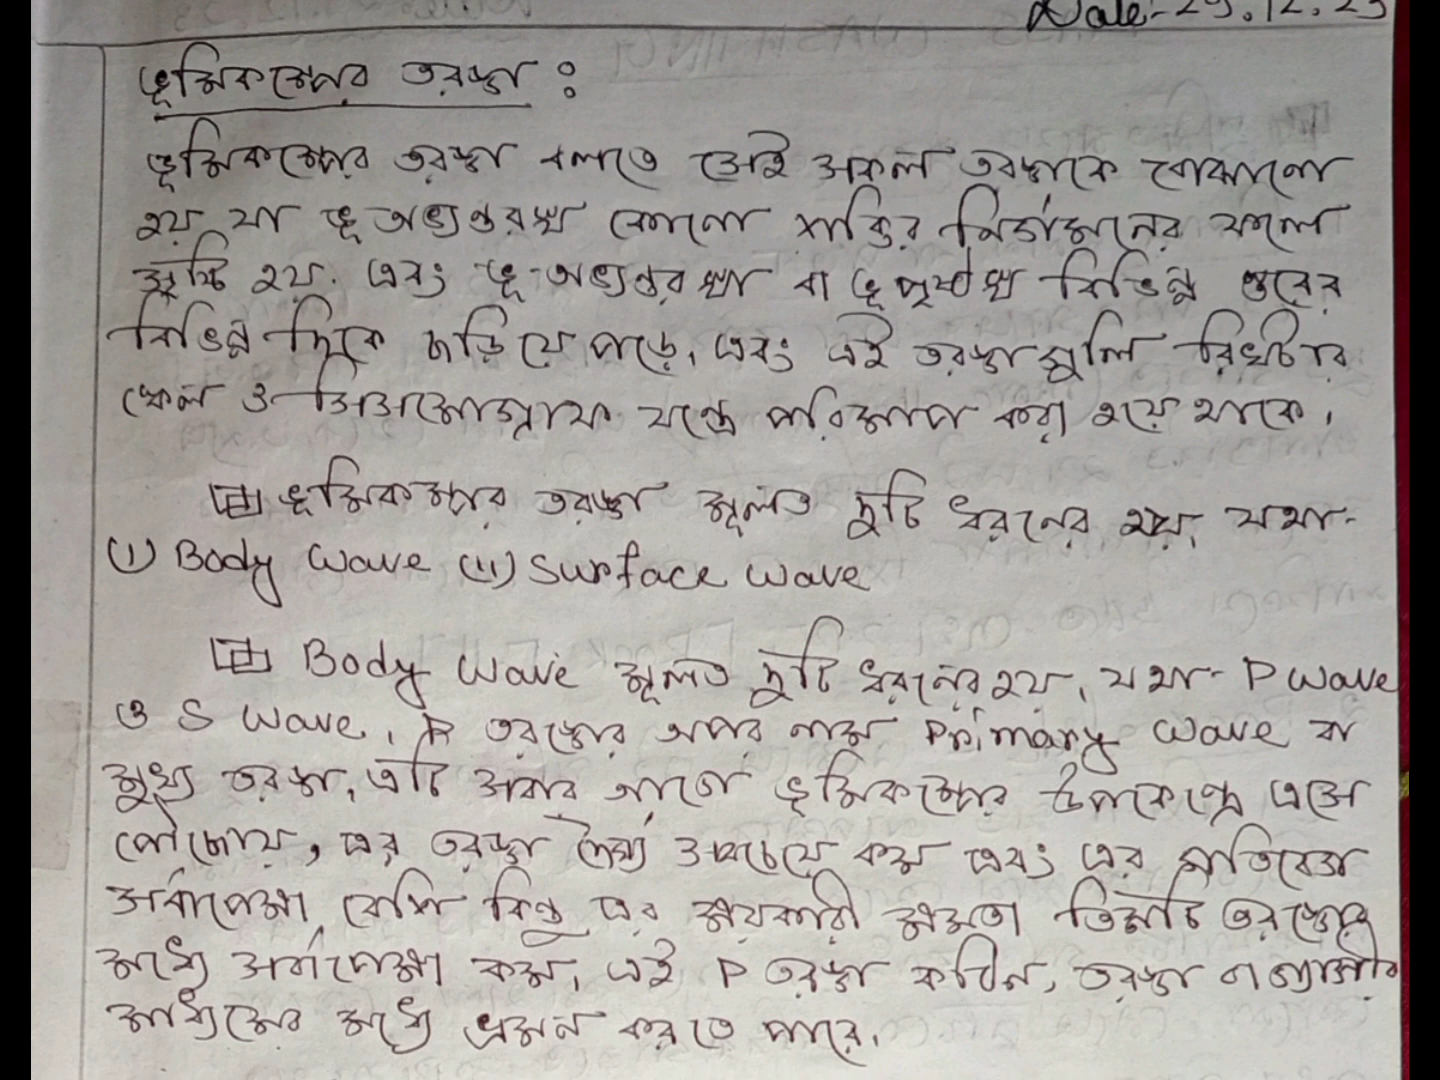 Date- 29.12.23
ভূমিকম্পের তরঙ্গ :
ভূমিকম্পের তরঙ্গ বলতে সেই সকল তরঙ্গকে বোঝানো
হয় যা ভূ অভ্যন্তরস্থ কোনো শক্তির নির্গমনের ফলে
সৃষ্টি হয়. এবং ভূ-অভ্যন্তরস্থ বা ভূপৃষ্ঠস্থ বিভিন্ন স্তরের
বিভিন্ন দিকে ছড়িয়ে পড়ে, এবং এই তরঙ্গগুলি রিখটার
স্কেল ও সিসমোগ্রাফ যন্ত্রে পরিমাপ করা হয়ে থাকে।
ভূমিকম্পের তরঙ্গ মূলত দুটি ধরনের হয়, যথা-
(i) Body wave (ii) Surface wave
Body wave মূলত দুটি ধরনের হয়, যথা- P wave
ও S wave, P তরঙ্গের অপর নাম Primary wave বা
মুখ্য তরঙ্গ, এটি সবার আগে ভূমিকম্পের উপকেন্দ্রে এসে
পৌছোয়, এর তরঙ্গ দৈর্ঘ্য সবচেয়ে কম এবং এর গতিবেগ
সর্বাপেক্ষা বেশি কিন্তু এর ক্ষয়কারী ক্ষমতা তিনটি তরঙ্গের
মধ্যে সর্বাপেক্ষা কম, এই P তরঙ্গ কঠিন, তরঙ্গ গ্যাসীয়
মাধ্যমের মধ্যে ভ্রমন করতে পারে।